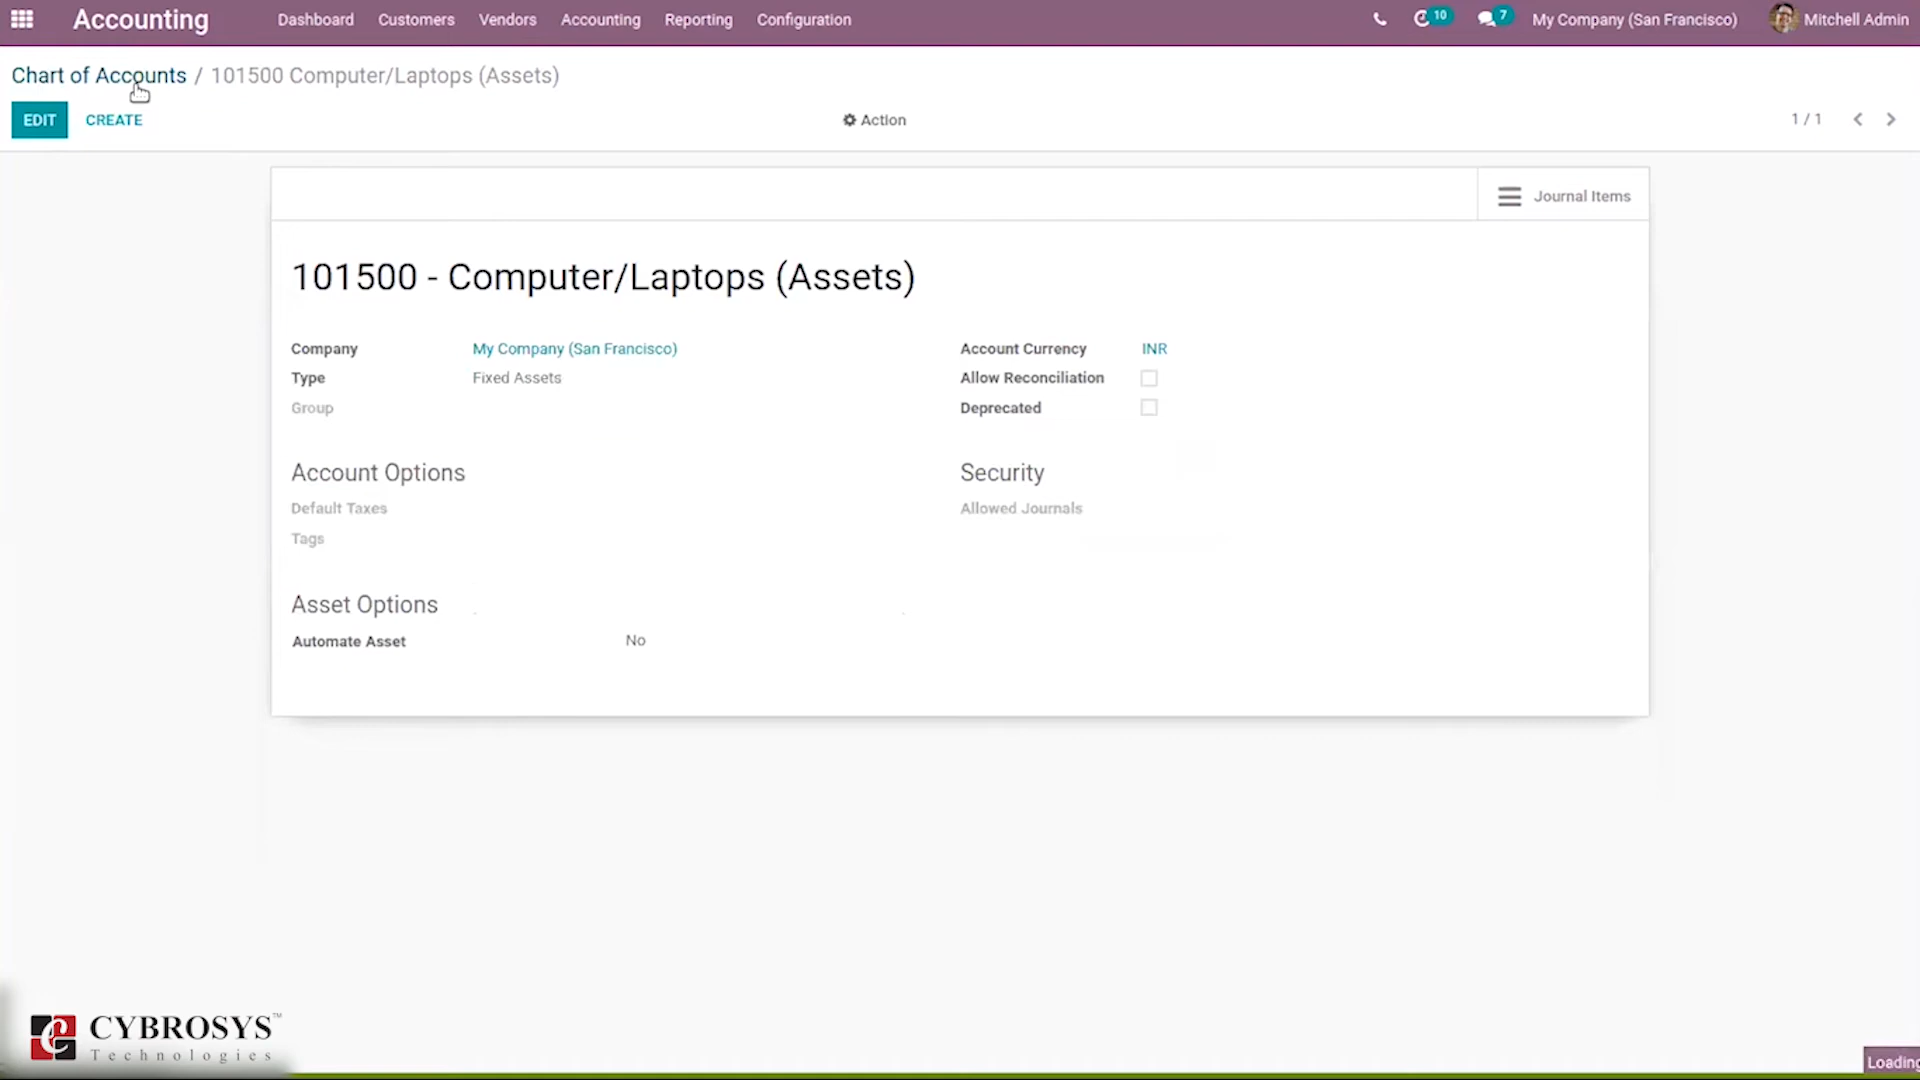 Accounting Dashboard Customers Vendors Accounting Reporting Configuration 10 7 My Company (San Francisco) Mitchell Admin
Chart of Accounts / 101500 Computer/Laptops (Assets)
EDIT CREATE Action 1 / 1
Journal Items
101500 - Computer/Laptops (Assets)
Company My Company (San Francisco) Account Currency INR
Type Fixed Assets Allow Reconciliation
Group Deprecated
Account Options Security
Default Taxes Allowed Journals
Tags
Asset Options
Automate Asset No
CYBROSYS™
Technologies
Loading